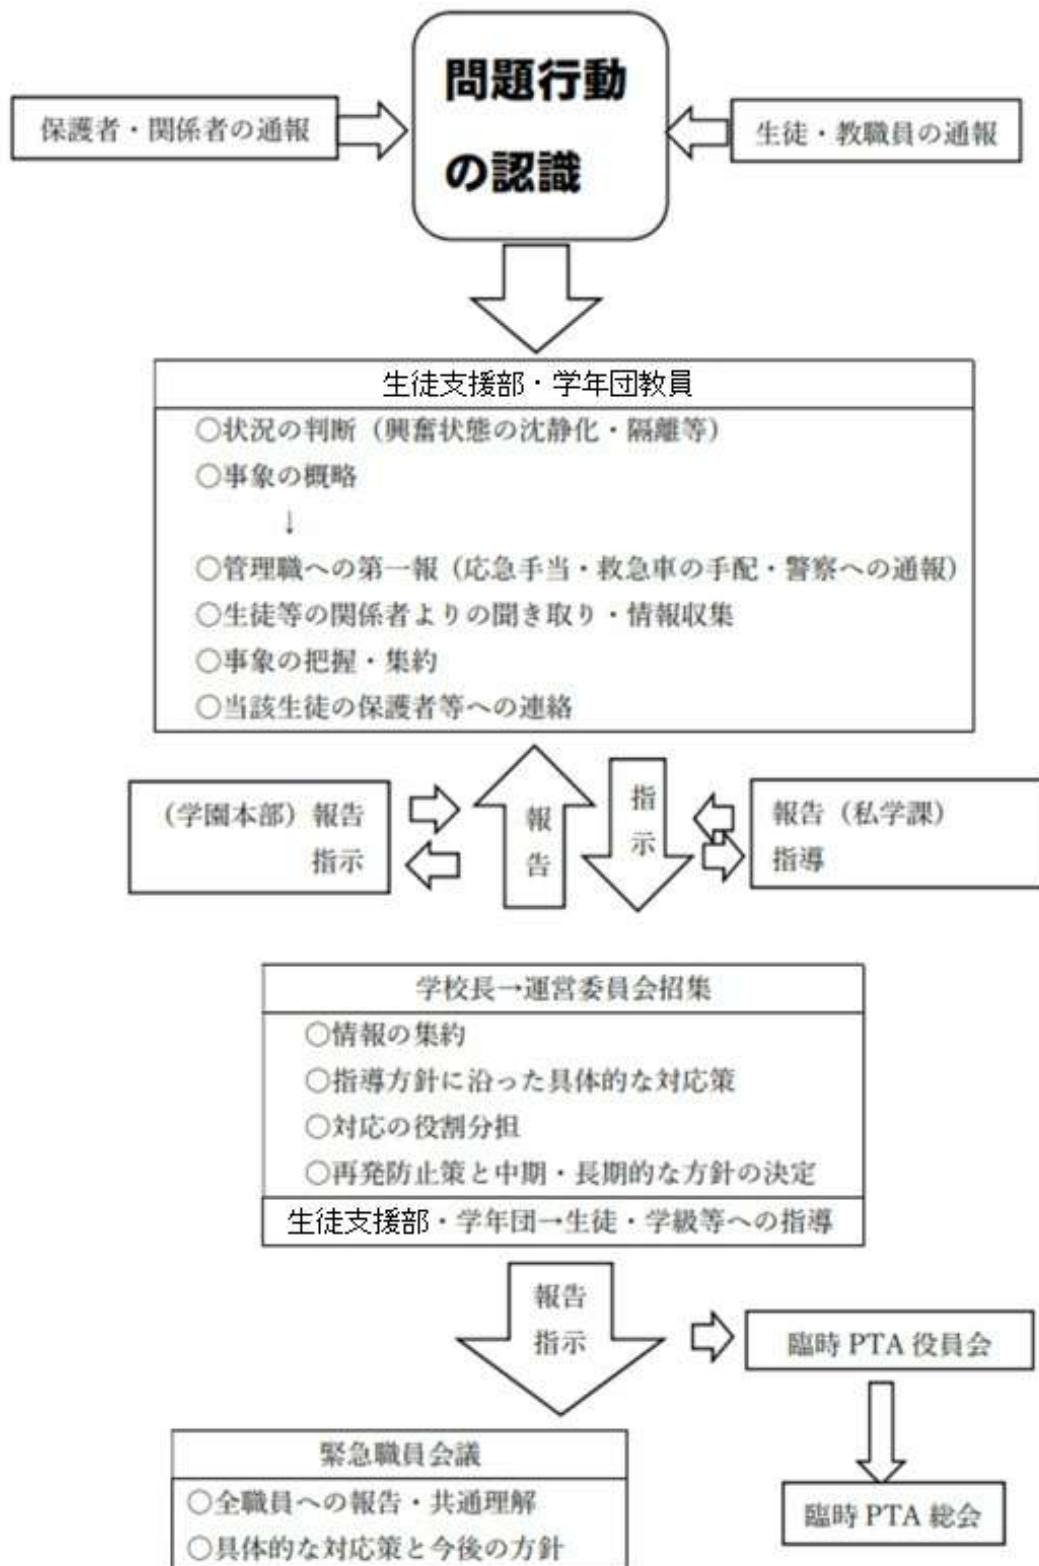 問題行動
の認識
保護者・関係者の通報
生徒・教職員の通報
生徒支援部・学年団教員
○状況の判断（興奮状態の沈静化・隔離等）
○事象の概略
↓
○管理職への第一報（応急手当・救急車の手配・警察への通報）
○生徒等の関係者よりの聞き取り・情報収集
○事象の把握・集約
○当該生徒の保護者等への連絡
（学園本部）報告
指示
報告
指示
報告（私学課）
指導
学校長→運営委員会招集
○情報の集約
○指導方針に沿った具体的な対応策
○対応の役割分担
○再発防止策と中期・長期的な方針の決定
生徒支援部・学年団→生徒・学級等への指導
報告
指示
臨時 PTA 役員会
臨時 PTA 総会
緊急職員会議
○全職員への報告・共通理解
○具体的な対応策と今後の方針